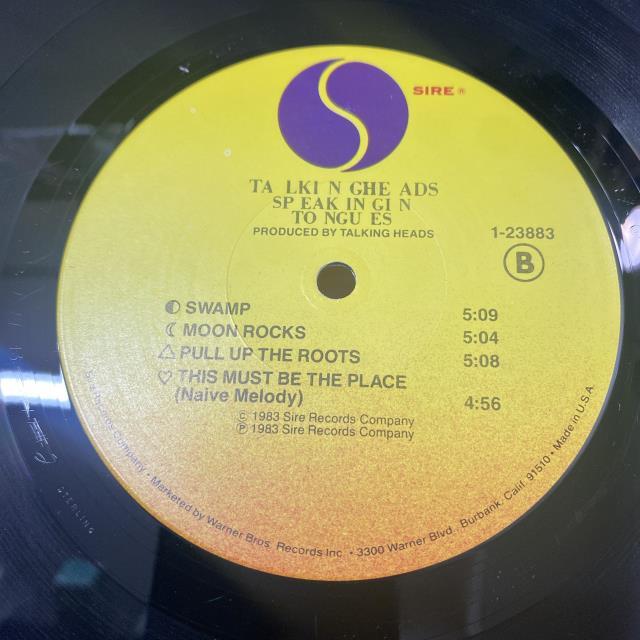 SIRE ®
TA LKI N GHE ADS
SP EAK IN GI N
TO NGU ES
PRODUCED BY TALKING HEADS
1-23883
B
SWAMP 5:09
MOON ROCKS 5:04
PULL UP THE ROOTS 5:08
THIS MUST BE THE PLACE
(Naive Melody) 4:56
© 1983 Sire Records Company
℗ 1983 Sire Records Company
Sire Records Company • Marketed by Warner Bros. Records Inc. • 3300 Warner Blvd., Burbank, Calif. 91510 • Made in U.S.A.
STERLING